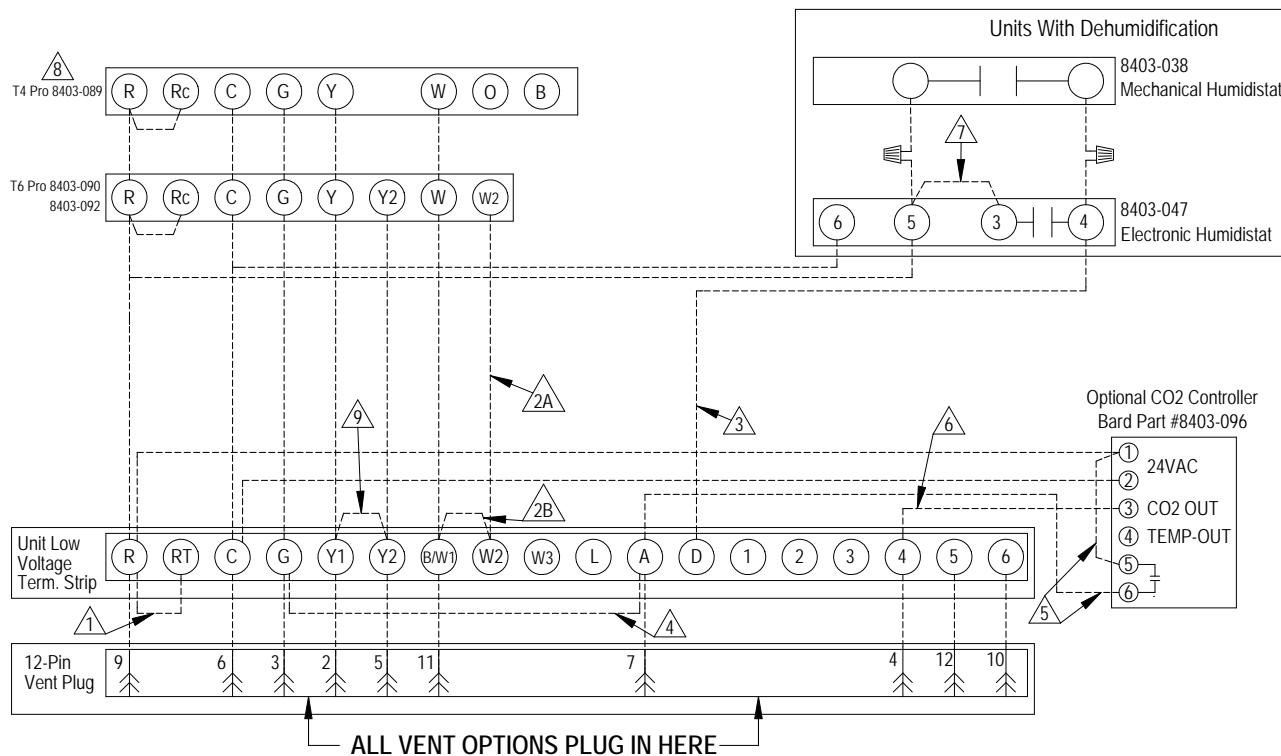 Units With Dehumidification
8
T4 Pro 8403-089
R Rc C G Y W O B
8403-038
Mechanical Humidistat
7
T6 Pro 8403-090
8403-092
R Rc C G Y Y2 W W2
6 5 3 4
8403-047
Electronic Humidistat
2A
9
3
6
2B
Optional CO2 Controller
Bard Part #8403-096
1
24VAC
2
3 CO2 OUT
4 TEMP-OUT
5
6
Unit Low
Voltage
Term. Strip
R RT C G Y1 Y2 B/W1 W2 W3 L A D 1 2 3 4 5 6
1
4
5
12-Pin
Vent Plug
9 6 3 2 5 11 7 4 12 10
ALL VENT OPTIONS PLUG IN HERE